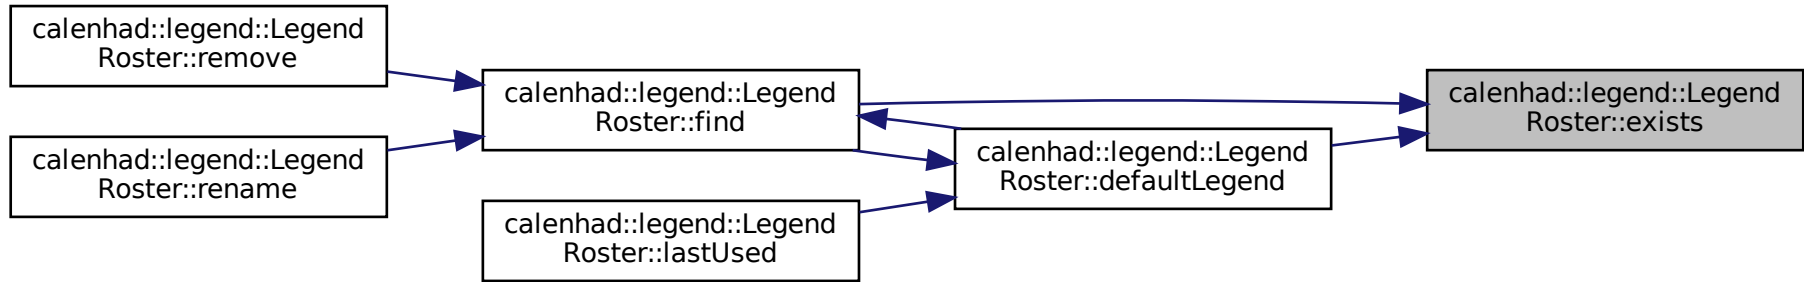 calenhad::legend::Legend
Roster::remove
calenhad::legend::Legend
Roster::rename
calenhad::legend::Legend
Roster::find
calenhad::legend::Legend
Roster::lastUsed
calenhad::legend::Legend
Roster::defaultLegend
calenhad::legend::Legend
Roster::exists